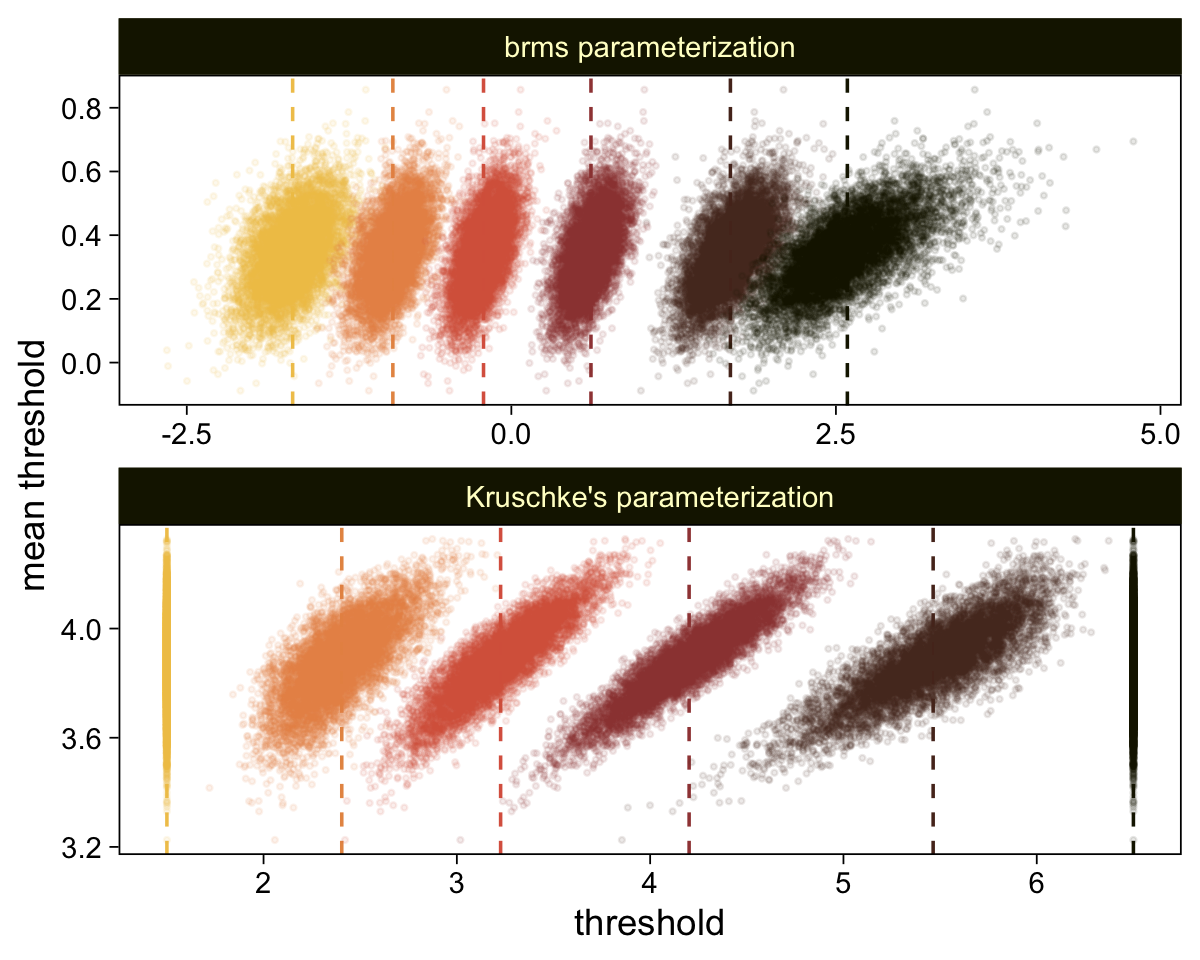 brms parameterization
0.8
0.6
0.4
0.2
0.0
-2.5 0.0 2.5 5.0
mean threshold
Kruschke's parameterization
4.0
3.6
3.2
2 3 4 5 6
threshold